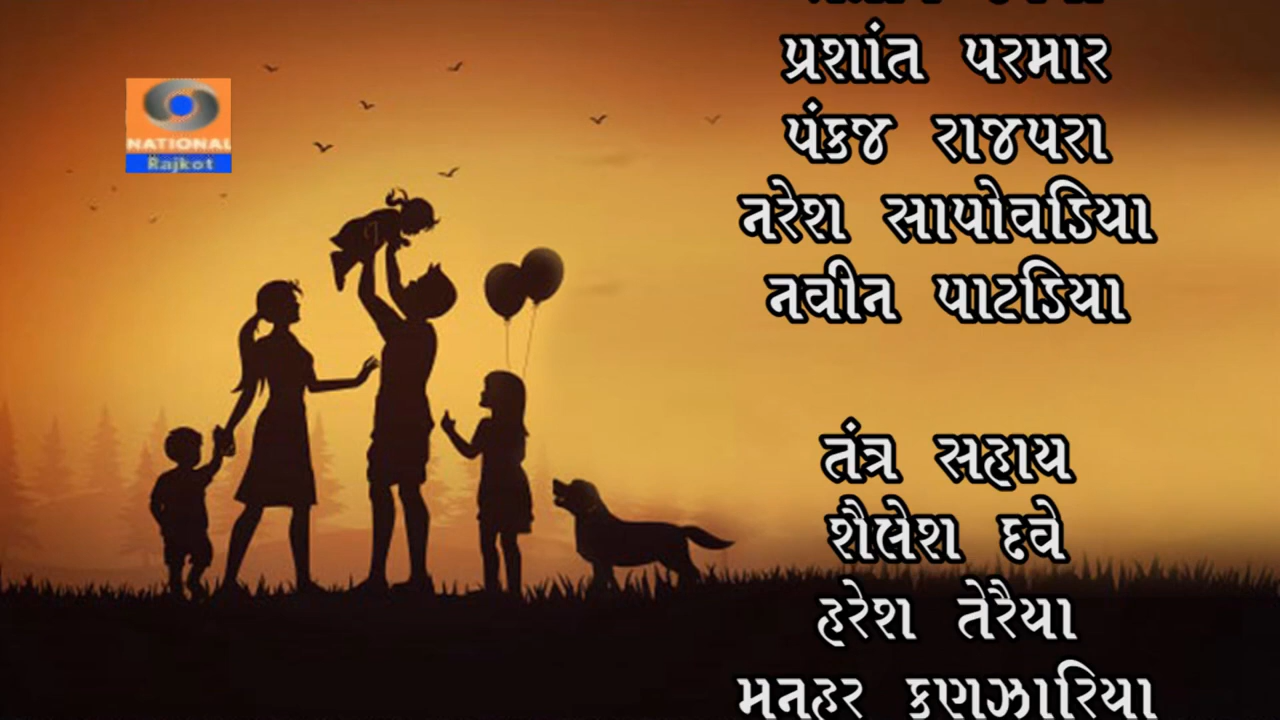 NATIONAL
Rajkot
પ્રશાંત પરમાર
પંકજ રાજપરા
નરેશ સાપોવડિયા
નવીન પાટડિયા
તંત્ર સહાય
શૈલેશ દવે
હરેશ તેરૈયા
મનહર કણઝારિયા